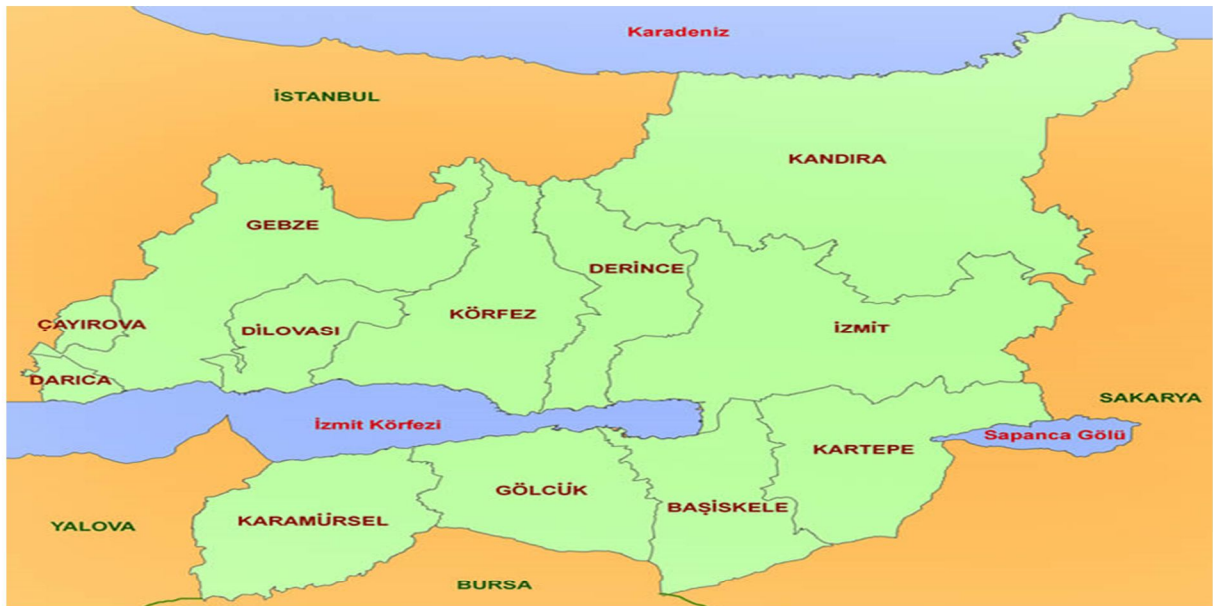 Karadeniz
İSTANBUL
KANDIRA
GEBZE
DERİNCE
KÖRFEZ
ÇAYIROVA
DİLOVASI
İZMİT
DARICA
SAKARYA
İzmit Körfezi
Sapanca Gölü
KARTEPE
GÖLCÜK
BAŞİSKELE
KARAMÜRSEL
YALOVA
BURSA